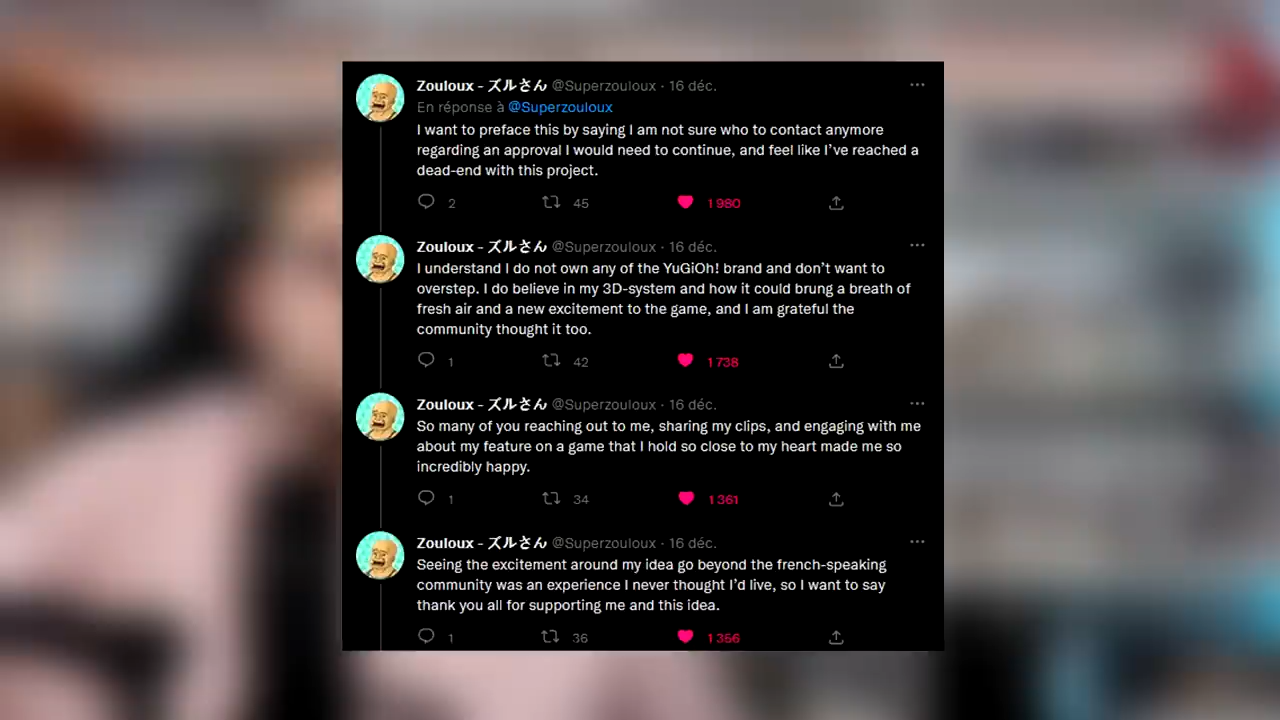 Zouloux - ズルさん @Superzouloux · 16 déc.
En réponse à @Superzouloux
I want to preface this by saying I am not sure who to contact anymore
regarding an approval I would need to continue, and feel like I've reached a
dead-end with this project.
2 45 1 980
Zouloux - ズルさん @Superzouloux · 16 déc.
I understand I do not own any of the YuGiOh! brand and don't want to
overstep. I do believe in my 3D-system and how it could brung a breath of
fresh air and a new excitement to the game, and I am grateful the
community thought it too.
1 42 1 738
Zouloux - ズルさん @Superzouloux · 16 déc.
So many of you reaching out to me, sharing my clips, and engaging with me
about my feature on a game that I hold so close to my heart made me so
incredibly happy.
1 34 1 361
Zouloux - ズルさん @Superzouloux · 16 déc.
Seeing the excitement around my idea go beyond the french-speaking
community was an experience I never thought I'd live, so I want to say
thank you all for supporting me and this idea.
1 36 1 356